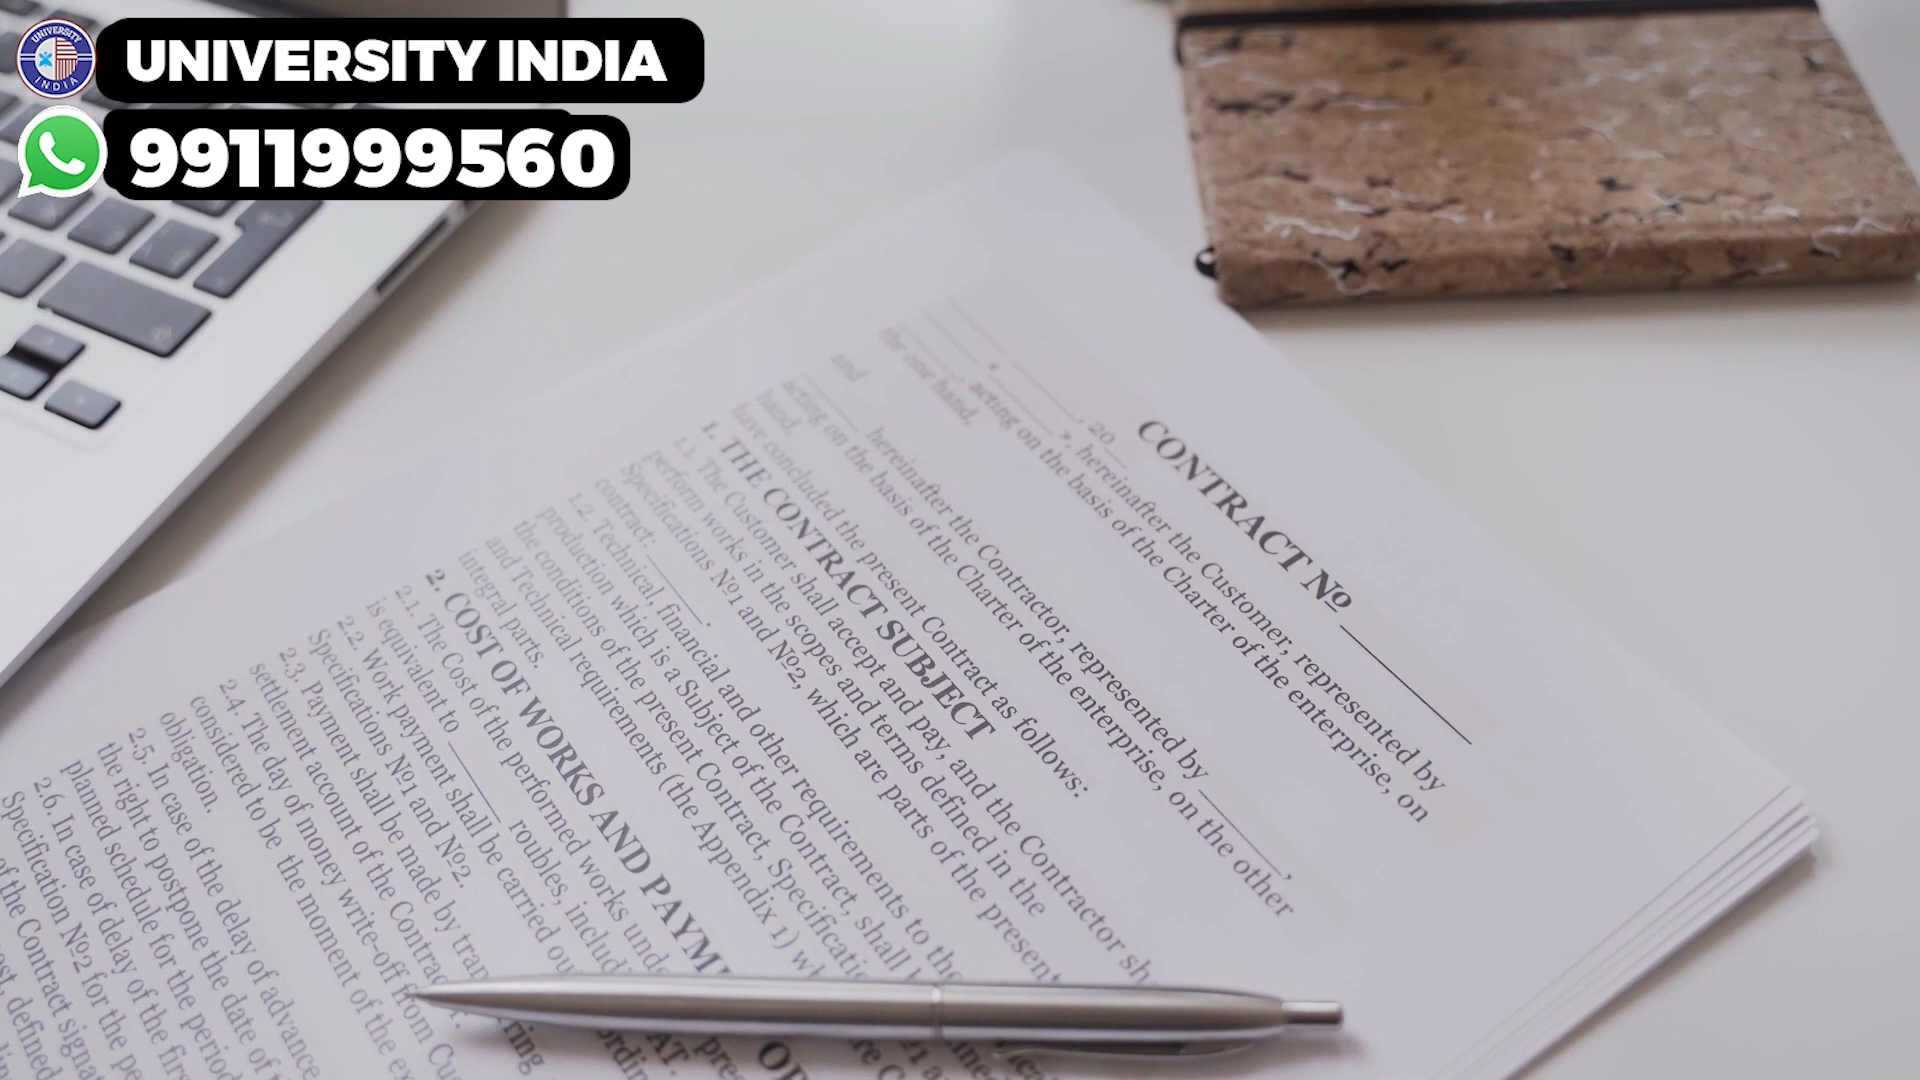 UNIVERSITY INDIA
UNIVERSITY
INDIA
9911999560
CONTRACT №
, 20
», hereinafter the Customer, represented by
acting on the basis of the Charter of the enterprise, on
the one hand,
and
hereinafter the Contractor, represented by
acting on the basis of the Charter of the enterprise, on the other
hand,
have concluded the present Contract as follows:
1. THE CONTRACT SUBJECT
1.1. The Customer shall accept and pay, and the Contractor sh
perform works in the scopes and terms defined in the
Specifications №1 and №2, which are parts of the present
contract:
1.2. Technical, financial and other requirements to the
production which is a Subject of the Contract, shall
the conditions of the present Contract, Specificatio
and Technical requirements (the Appendix 1) wh
integral parts.
2. COST OF WORKS AND PAYM
2.1. The Cost of the performed works unde
is equivalent to roubles, includ
2.2. Work payment shall be carried ou
Specifications №1 and №2.
2.3. Payment shall be made by tran
settlement account of the Contrac
2.4. The day of money write-off from Cu
considered to be the moment of the ex
obligation.
2.5. In case of the delay of advance
the right to postpone the date of
planned schedule for the period
2.6. In case of delay of the firs
Specification №2 for the pe
of the Contract signat